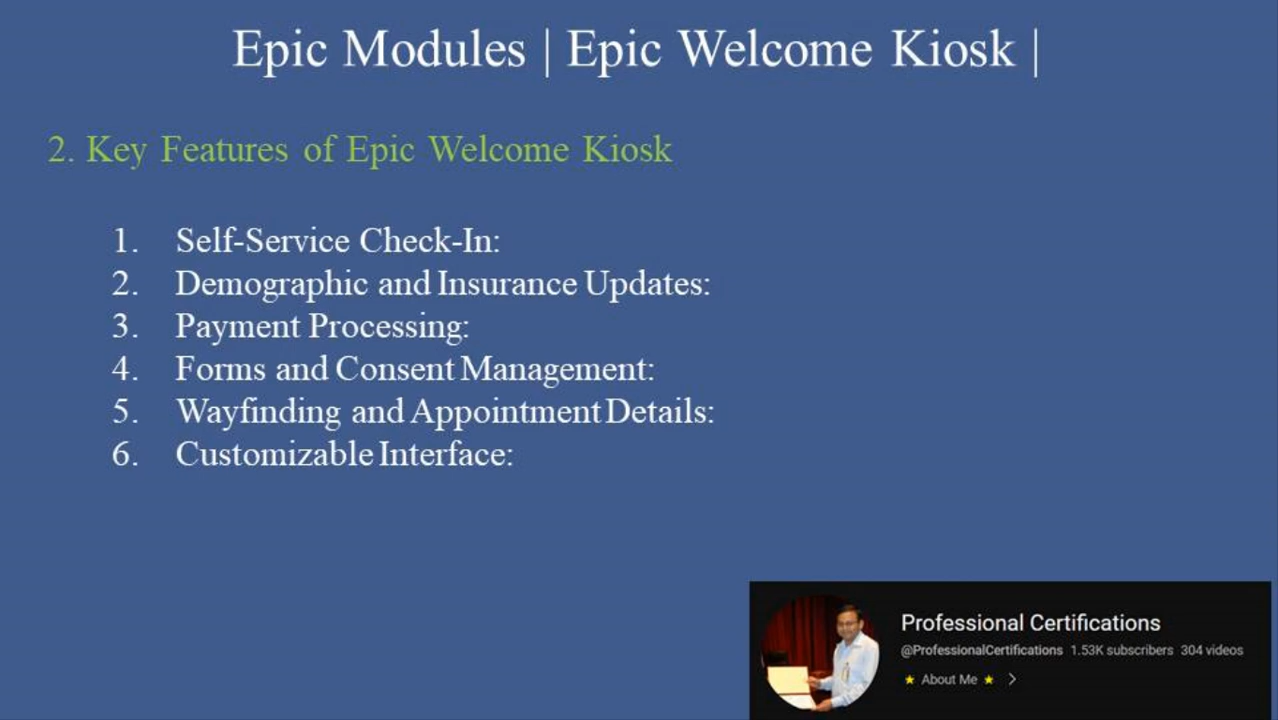 Epic Modules | Epic Welcome Kiosk |
2. Key Features of Epic Welcome Kiosk
1. Self-Service Check-In:
2. Demographic and Insurance Updates:
3. Payment Processing:
4. Forms and Consent Management:
5. Wayfinding and Appointment Details:
6. Customizable Interface:
Professional Certifications
@ProfessionalCertifications 1.53K subscribers 304 videos
★ About Me ★ >